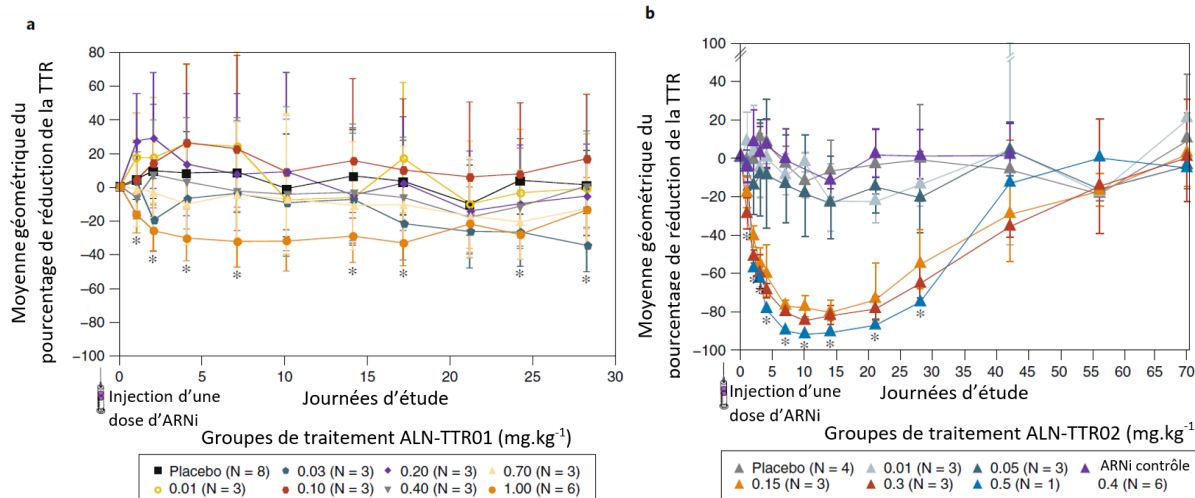 a
Moyenne géométrique du
pourcentage de réduction de la TTR
80
60
40
20
0
−20
−40
−60
−80
−100
* * * * * * * *
0 5 10 15 20 25 30
Injection d’une
dose d’ARNi
Journées d’étude
Groupes de traitement ALN-TTR01 (mg.kg-1)
Placebo (N = 8) 0.03 (N = 3) 0.20 (N = 3) 0.70 (N = 3)
0.01 (N = 3) 0.10 (N = 3) 0.40 (N = 3) 1.00 (N = 6)
b
Moyenne géométrique du
pourcentage de réduction de la TTR
100
60
40
20
0
−20
−40
−60
−80
−100
* * * * * * * * *
0 5 10 15 20 25 30 35 40 45 50 55 60 65 70
Injection d’une
dose d’ARNi
Journées d’étude
Groupes de traitement ALN-TTR02 (mg.kg-1
Placebo (N = 4) 0.01 (N = 3) 0.05 (N = 3) ARNi contrôle
0.15 (N = 3) 0.3 (N = 3) 0.5 (N = 1) 0.4 (N = 6)